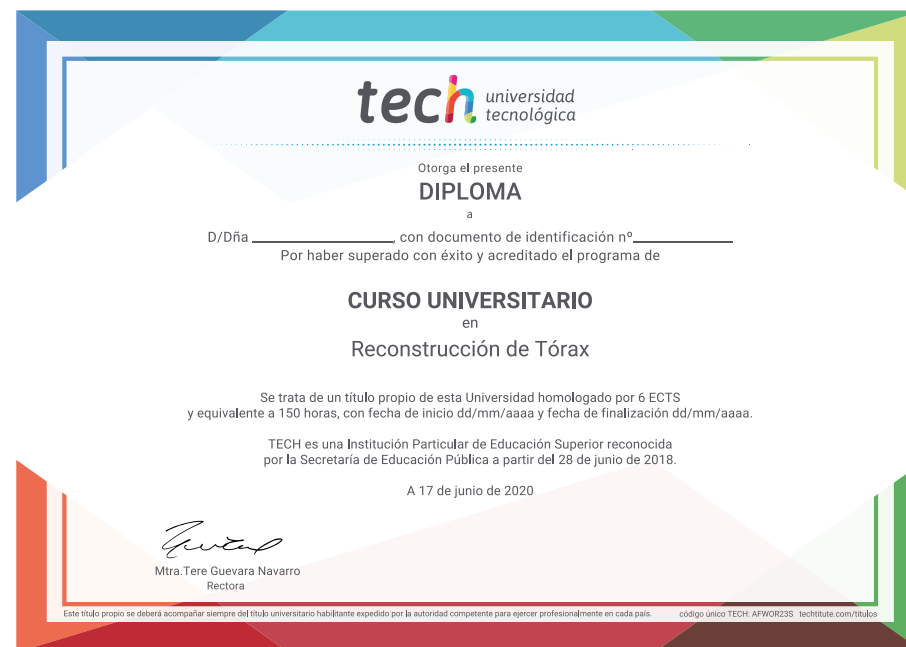 tech universidad
tecnológica
Otorga el presente
DIPLOMA
a
D/Dña ____________________, con documento de identificación nº______________
Por haber superado con éxito y acreditado el programa de
CURSO UNIVERSITARIO
en
Reconstrucción de Tórax
Se trata de un título propio de esta Universidad homologado por 6 ECTS
y equivalente a 150 horas, con fecha de inicio dd/mm/aaaa y fecha de finalización dd/mm/aaaa.
TECH es una Institución Particular de Educación Superior reconocida
por la Secretaría de Educación Pública a partir del 28 de junio de 2018.
A 17 de junio de 2020
Mtra.Tere Guevara Navarro
Rectora
Este título propio se deberá acompañar siempre del título universitario habilitante expedido por la autoridad competente para ejercer profesionalmente en cada país. código único TECH: AFWOR23S techtitute.com/titulos